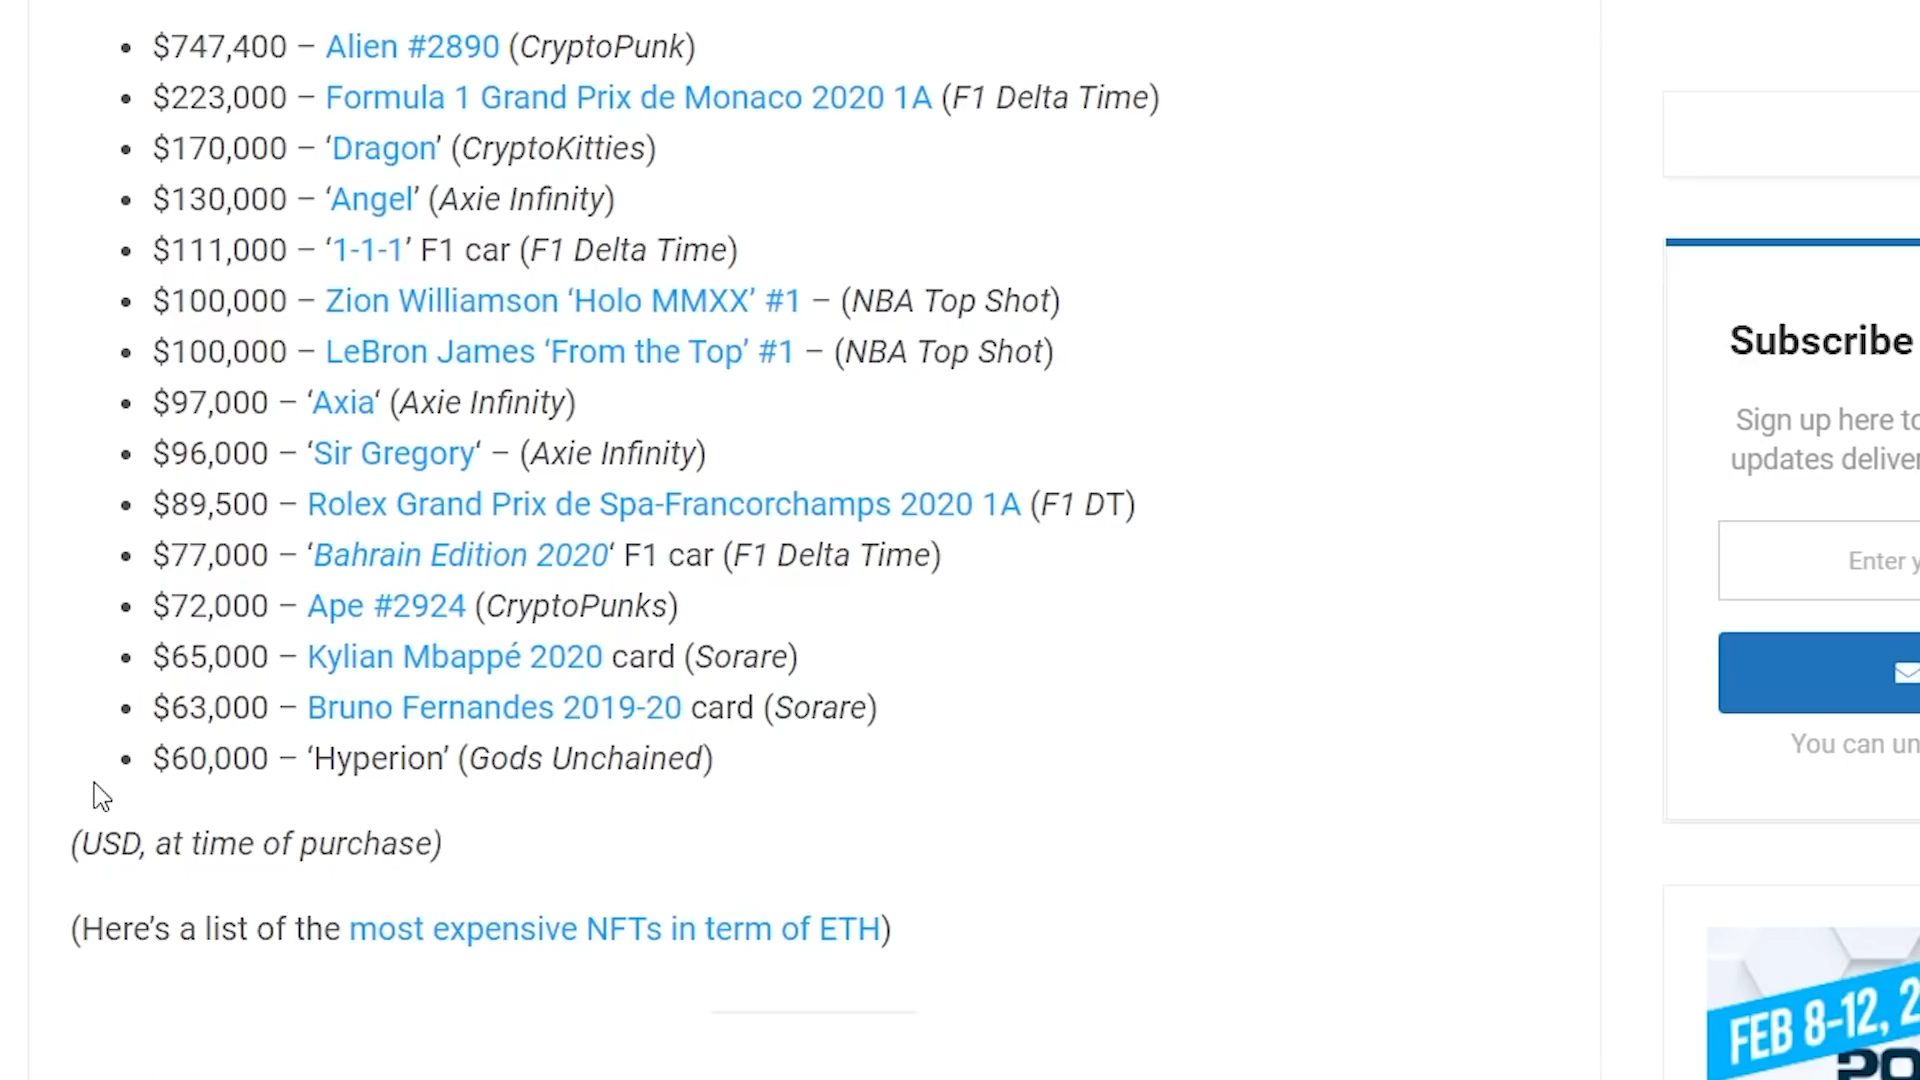 • $747,400 – Alien #2890 (CryptoPunk)
• $223,000 – Formula 1 Grand Prix de Monaco 2020 1A (F1 Delta Time)
• $170,000 – ‘Dragon’ (CryptoKitties)
• $130,000 – ‘Angel’ (Axie Infinity)
• $111,000 – ‘1-1-1’ F1 car (F1 Delta Time)
• $100,000 – Zion Williamson ‘Holo MMXX’ #1 – (NBA Top Shot)
• $100,000 – LeBron James ‘From the Top’ #1 – (NBA Top Shot)
• $97,000 – ‘Axia‘ (Axie Infinity)
• $96,000 – ‘Sir Gregory‘ – (Axie Infinity)
• $89,500 – Rolex Grand Prix de Spa-Francorchamps 2020 1A (F1 DT)
• $77,000 – ‘Bahrain Edition 2020‘ F1 car (F1 Delta Time)
• $72,000 – Ape #2924 (CryptoPunks)
• $65,000 – Kylian Mbappé 2020 card (Sorare)
• $63,000 – Bruno Fernandes 2019-20 card (Sorare)
• $60,000 – ‘Hyperion’ (Gods Unchained)
(USD, at time of purchase)
(Here’s a list of the most expensive NFTs in term of ETH)
Subscribe
Sign up here to
updates deliver
Enter y
You can un
FEB 8-12, 2
20